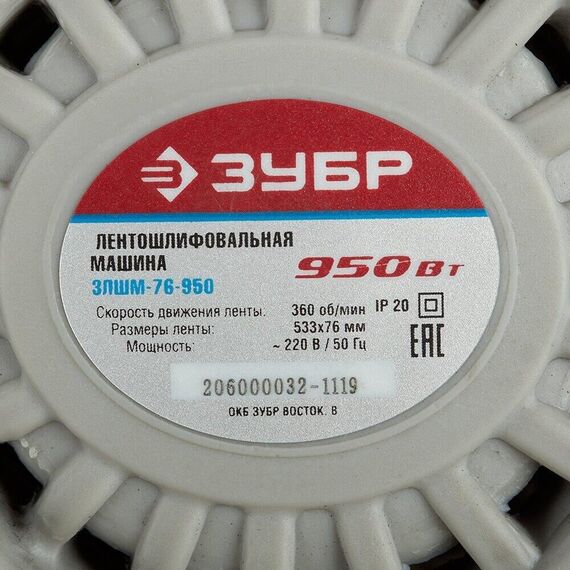 ЗУБР
ЛЕНТОШЛИФОВАЛЬНАЯ
МАШИНА
950 Вт
ЗЛШМ-76-950
Скорость движения ленты: 360 об/мин IP 20
Размеры ленты: 533x76 мм
Мощность: ~ 220 В / 50 Гц
EAC
206000032-1119
ОКБ ЗУБР ВОСТОК. В